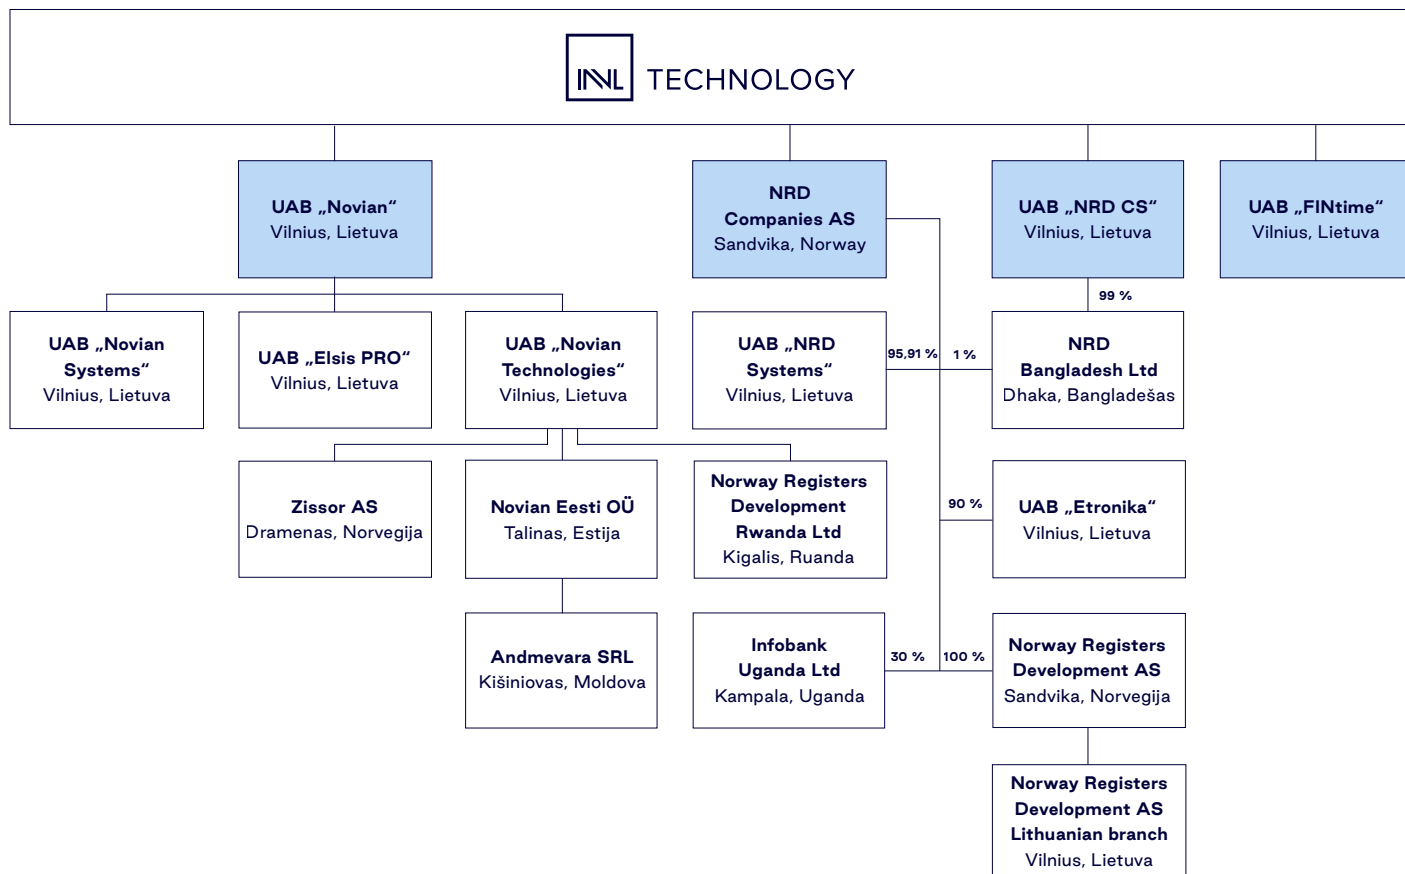 INVL TECHNOLOGY
UAB „Novian“
Vilnius, Lietuva
NRD
Companies AS
Sandvika, Norway
UAB „NRD CS“
Vilnius, Lietuva
UAB „FINtime“
Vilnius, Lietuva
99 %
UAB „Novian
Systems“
Vilnius, Lietuva
UAB „Elsis PRO“
Vilnius, Lietuva
UAB „Novian
Technologies“
Vilnius, Lietuva
UAB „NRD
Systems“
Vilnius, Lietuva
95,91 %
1 %
NRD
Bangladesh Ltd
Dhaka, Bangladešas
Zissor AS
Dramenas, Norvegija
Novian Eesti OÜ
Talinas, Estija
Norway Registers
Development
Rwanda Ltd
Kigalis, Ruanda
90 %
UAB „Etronika“
Vilnius, Lietuva
Andmevara SRL
Kišiniovas, Moldova
Infobank
Uganda Ltd
Kampala, Uganda
30 %
100 %
Norway Registers
Development AS
Sandvika, Norvegija
Norway Registers
Development AS
Lithuanian branch
Vilnius, Lietuva